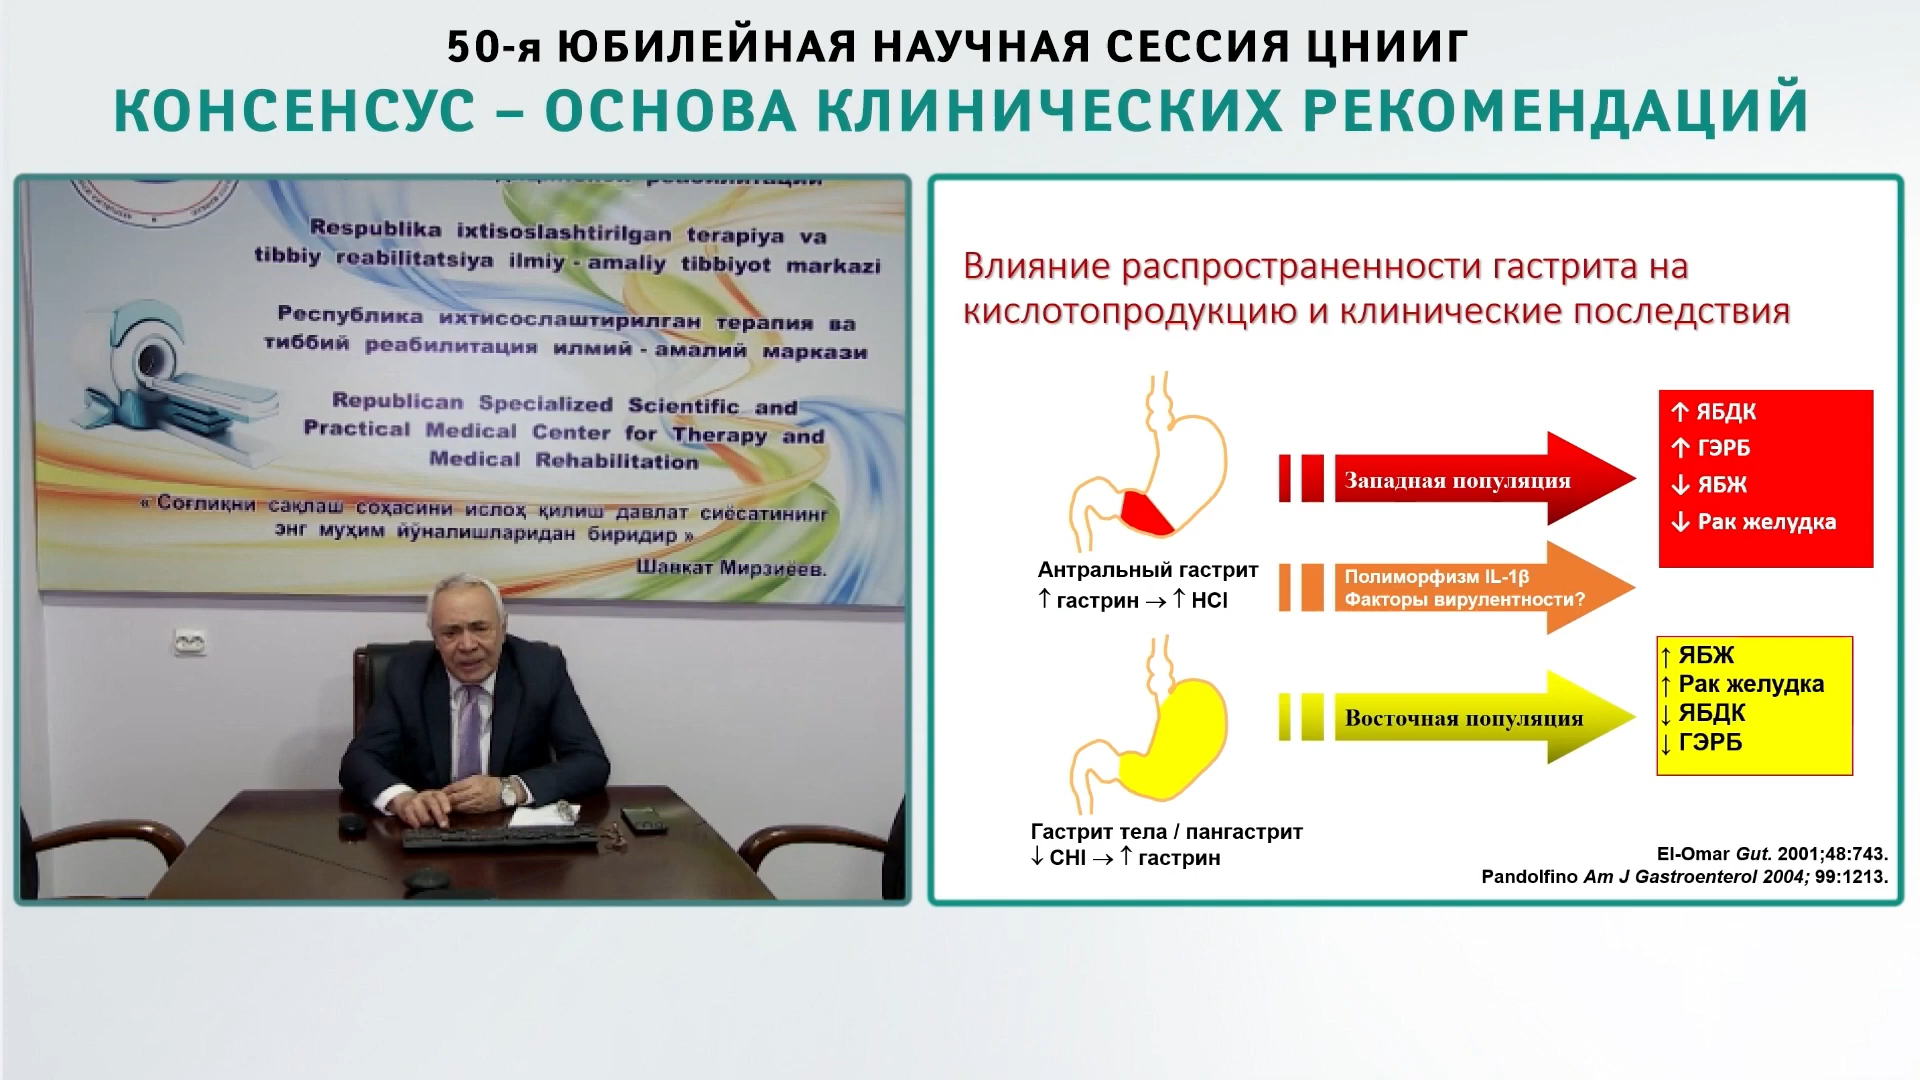 50-я ЮБИЛЕЙНАЯ НАУЧНАЯ СЕССИЯ ЦНИИГ
КОНСЕНСУС – ОСНОВА КЛИНИЧЕСКИХ РЕКОМЕНДАЦИЙ
реабилитации
Respublika ixtisoslashtirilgan terapiya va
tibbiy reabilitatsiya ilmiy - amaliy tibbiyot markazi
Республика ихтисослаштирилган терапия ва
тиббий реабилитация илмий - амалий маркази
Republican Specialized Scientific and
Practical Medical Center for Therapy and
Medical Rehabilitation
« Соғлиқни сақлаш соҳасини ислоҳ қилиш давлат сиёсатининг
энг муҳим йўналишларидан биридир »
Шавкат Мирзиёев.
Влияние распространенности гастрита на
кислотопродукцию и клинические последствия
Антральный гастрит
↑ гастрин → ↑ HCl
Западная популяция
↑ ЯБДК
↑ ГЭРБ
↓ ЯБЖ
↓ Рак желудка
Полиморфизм IL-1β
Факторы вирулентности?
Гастрит тела / пангастрит
↓ CHl → ↑ гастрин
Восточная популяция
↑ ЯБЖ
↑ Рак желудка
↓ ЯБДК
↓ ГЭРБ
El-Omar Gut. 2001;48:743.
Pandolfino Am J Gastroenterol 2004; 99:1213.